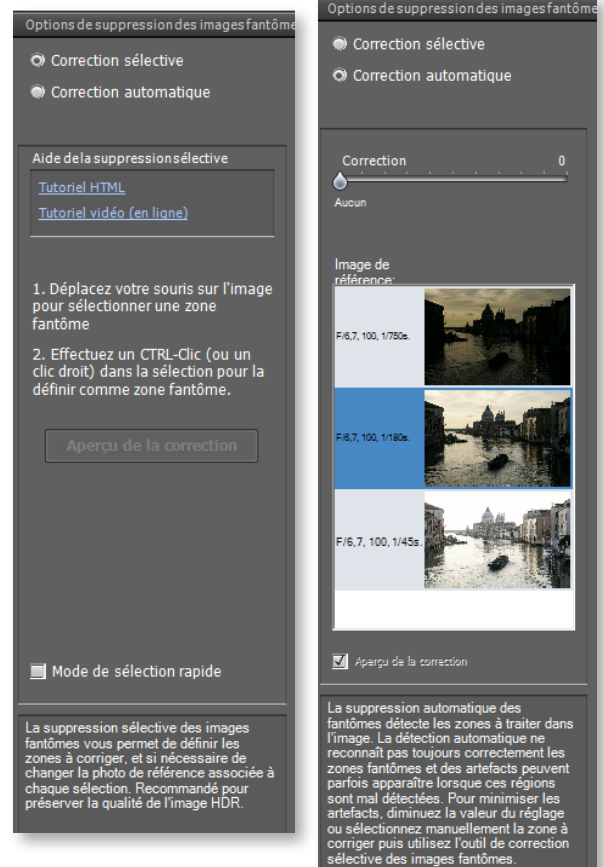 Options de suppression des images fantôme
Correction sélective
Correction automatique
Aide de la suppression sélective
Tutoriel HTML
Tutoriel vidéo (en ligne)
1. Déplacez votre souris sur l'image
pour sélectionner une zone
fantôme
2. Effectuez un CTRL-Clic (ou un
clic droit) dans la sélection pour la
définir comme zone fantôme.
Aperçu de la correction
Mode de sélection rapide
La suppression sélective des images
fantômes vous permet de définir les
zones à corriger, et si nécessaire de
changer la photo de référence associée à
chaque sélection. Recommandé pour
préserver la qualité de l'image HDR.
Options de suppression des images fantôme
Correction sélective
Correction automatique
Correction 0
Aucun
Image de
référence:
F/6,7, 100, 1/750s.
F/6,7, 100, 1/180s.
F/6,7, 100, 1/45s.
Aperçu de la correction
La suppression automatique des
fantômes détecte les zones à traiter dans
l'image. La détection automatique ne
reconnaît pas toujours correctement les
zones fantômes et des artefacts peuvent
parfois apparaître lorsque ces régions
sont mal détectées. Pour minimiser les
artefacts, diminuez la valeur du réglage
ou sélectionnez manuellement la zone à
corriger puis utilisez l'outil de correction
sélective des images fantômes.